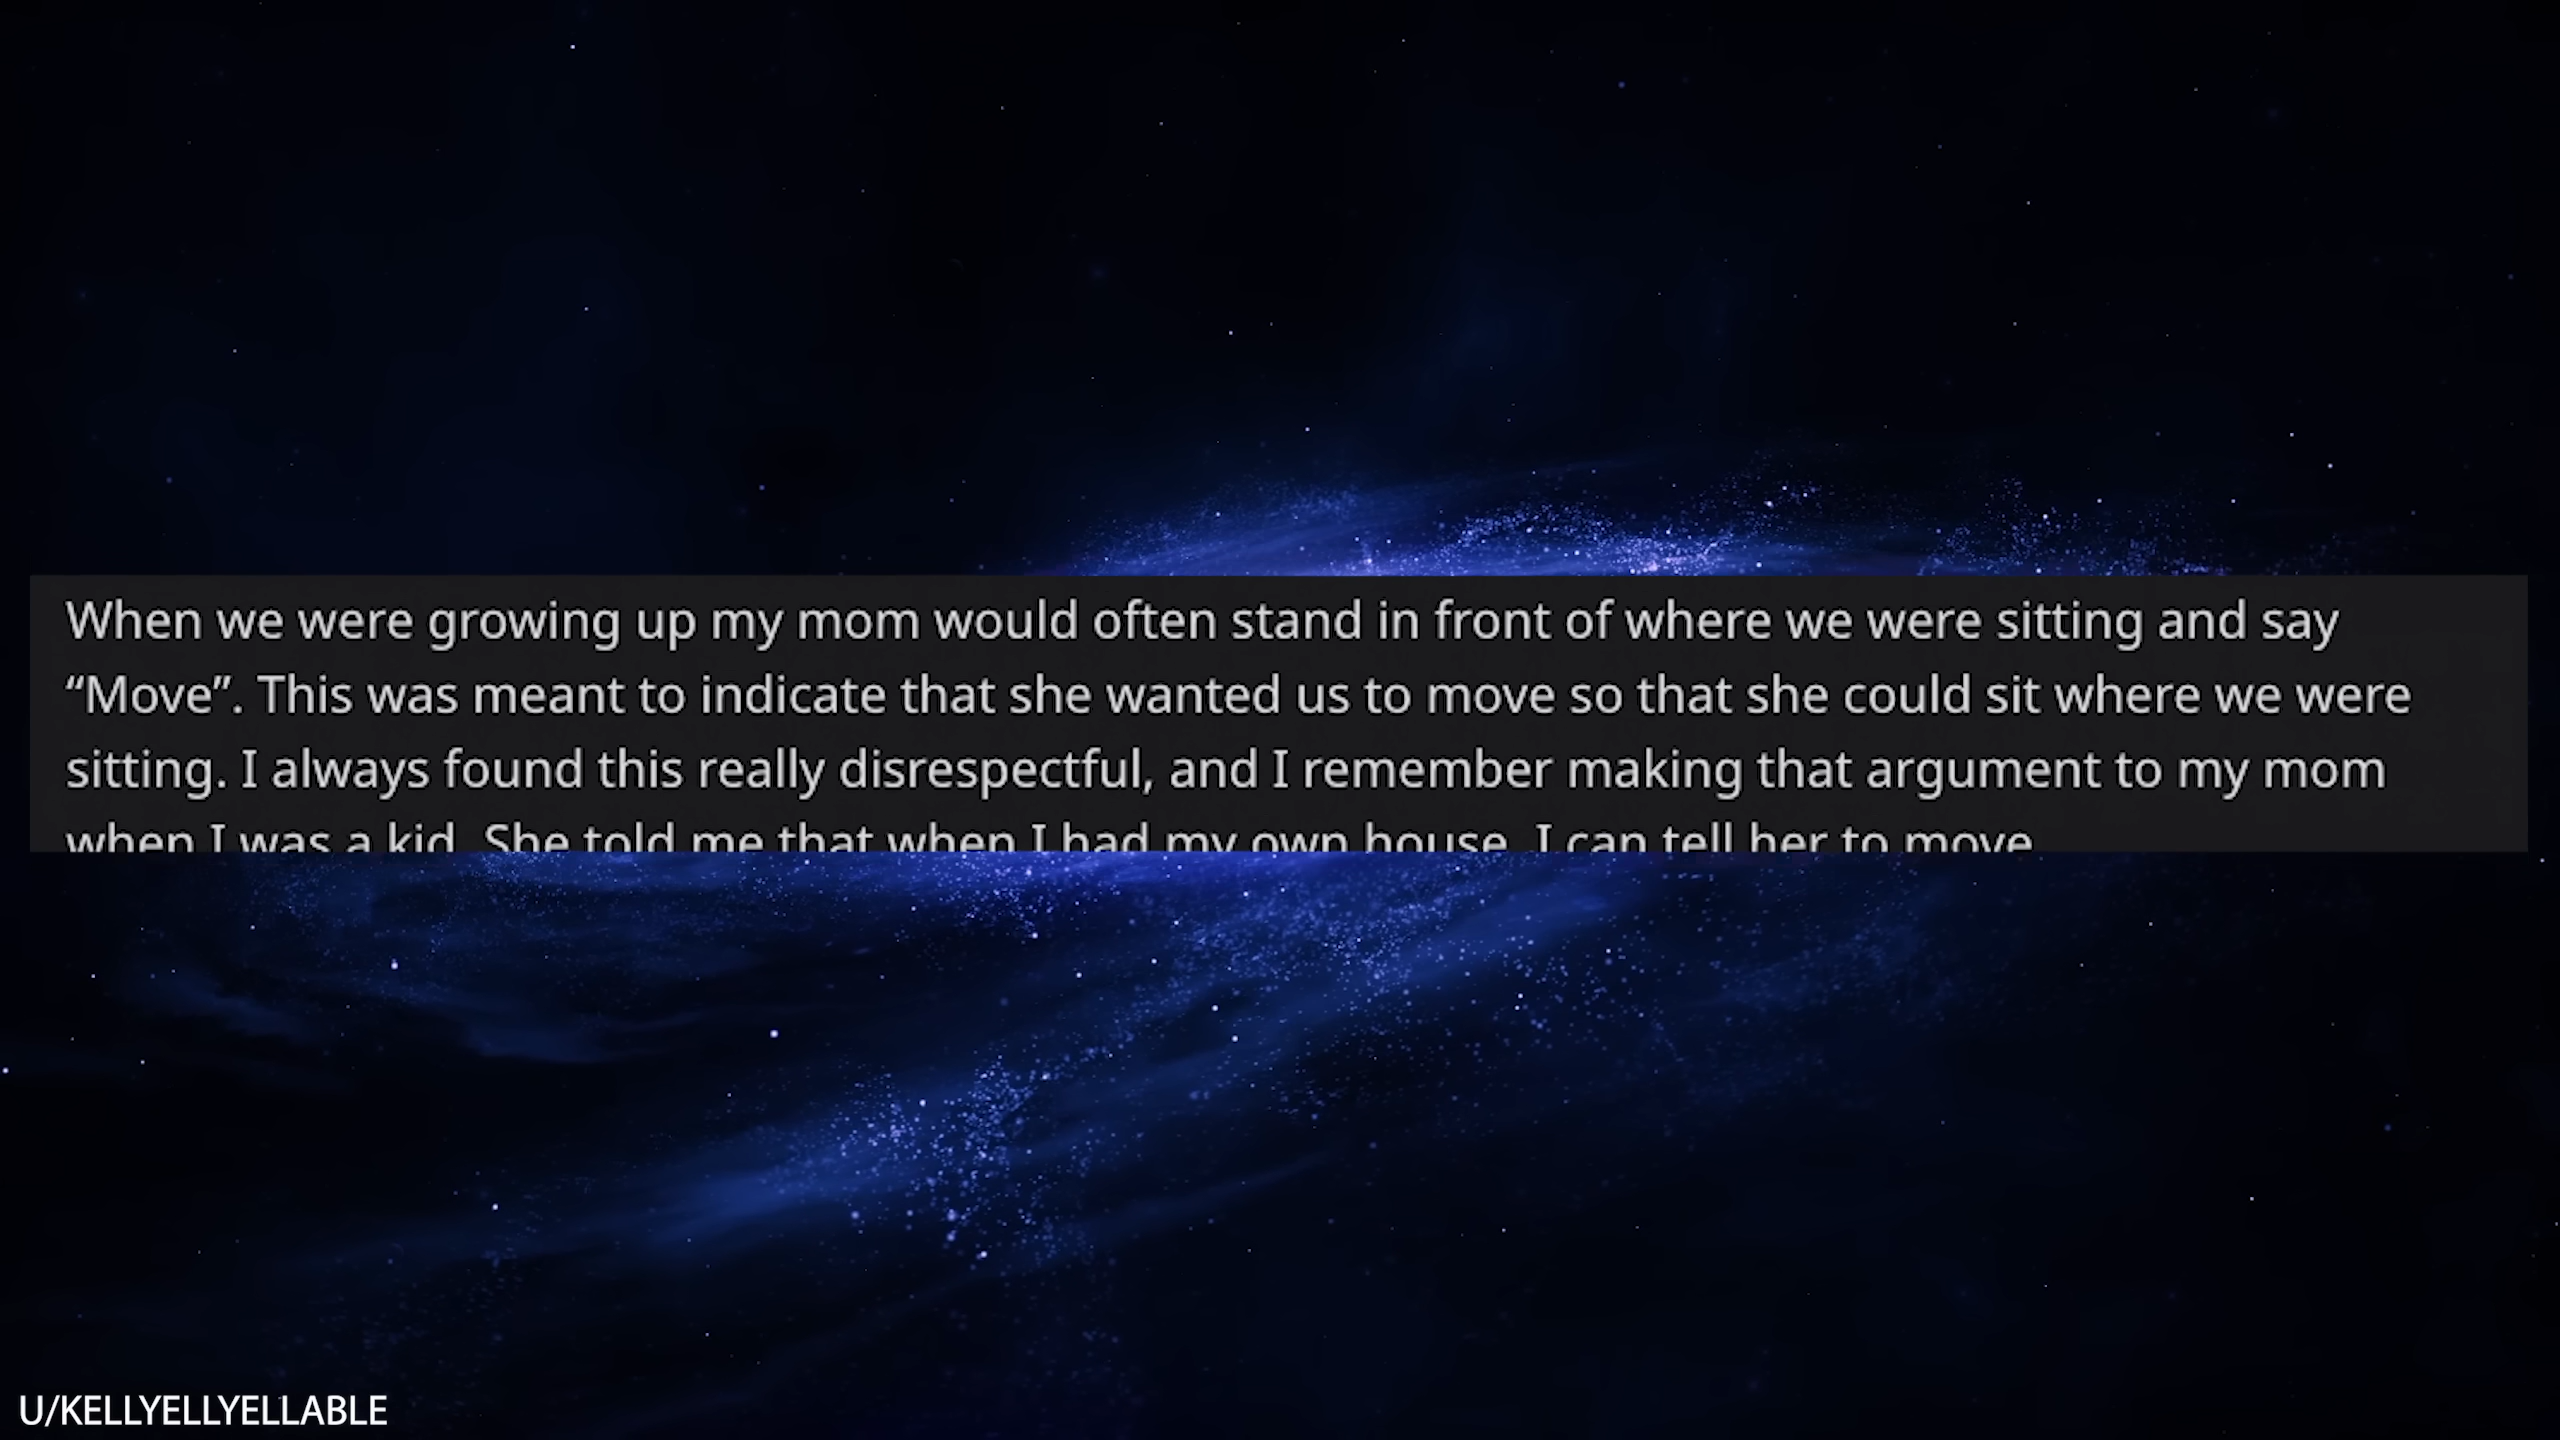 When we were growing up my mom would often stand in front of where we were sitting and say
“Move”. This was meant to indicate that she wanted us to move so that she could sit where we were
sitting. I always found this really disrespectful, and I remember making that argument to my mom
when I was a kid. She told me that when I had my own house, I can tell her to move.
U/KELLYELLYELLABLE